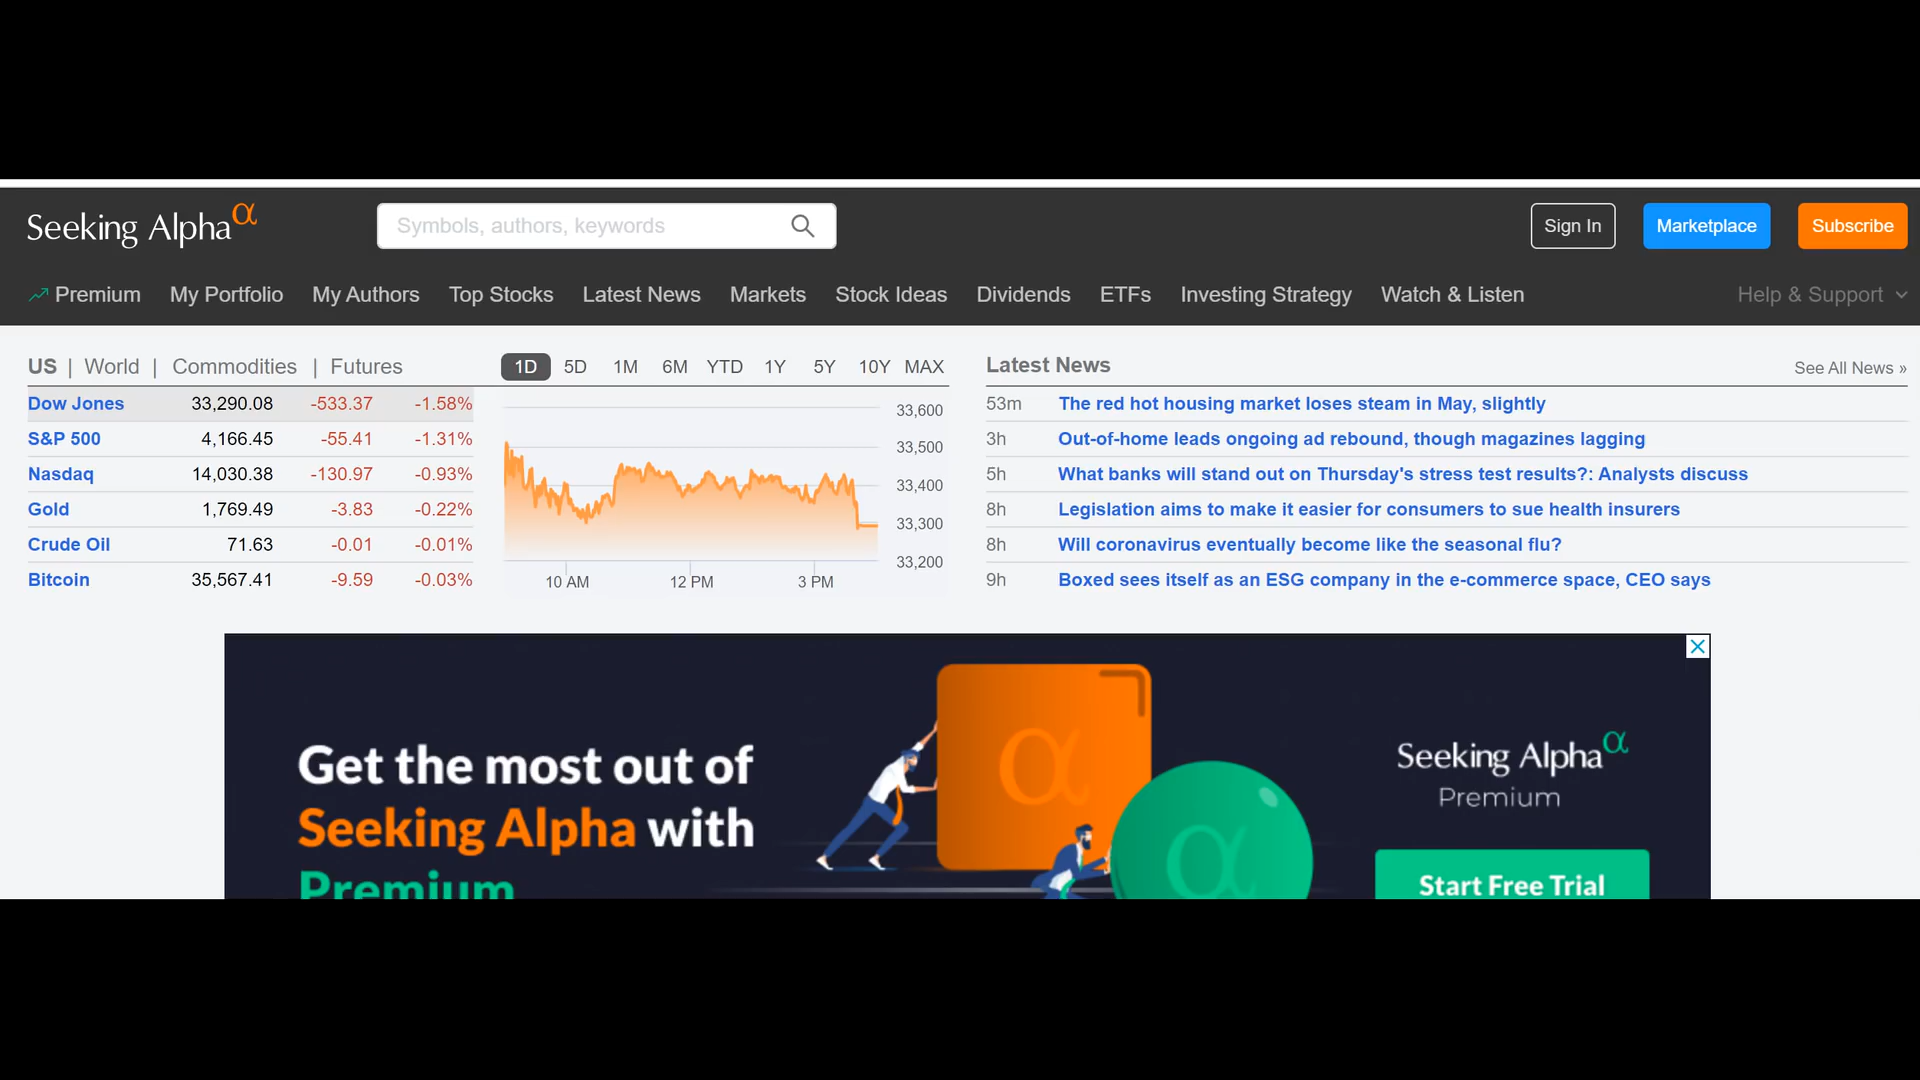 Seeking Alpha α
Symbols, authors, keywords
Sign In
Marketplace
Subscribe
Premium My Portfolio My Authors Top Stocks Latest News Markets Stock Ideas Dividends ETFs Investing Strategy Watch & Listen Help & Support
US | World | Commodities | Futures
Dow Jones 33,290.08 -533.37 -1.58%
S&P 500 4,166.45 -55.41 -1.31%
Nasdaq 14,030.38 -130.97 -0.93%
Gold 1,769.49 -3.83 -0.22%
Crude Oil 71.63 -0.01 -0.01%
Bitcoin 35,567.41 -9.59 -0.03%
1D 5D 1M 6M YTD 1Y 5Y 10Y MAX
33,600
33,500
33,400
33,300
33,200
10 AM 12 PM 3 PM
Latest News See All News »
53m The red hot housing market loses steam in May, slightly
3h Out-of-home leads ongoing ad rebound, though magazines lagging
5h What banks will stand out on Thursday's stress test results?: Analysts discuss
8h Legislation aims to make it easier for consumers to sue health insurers
8h Will coronavirus eventually become like the seasonal flu?
9h Boxed sees itself as an ESG company in the e-commerce space, CEO says
Get the most out of
Seeking Alpha with
Premium
α
α
Seeking Alpha α
Premium
Start Free Trial